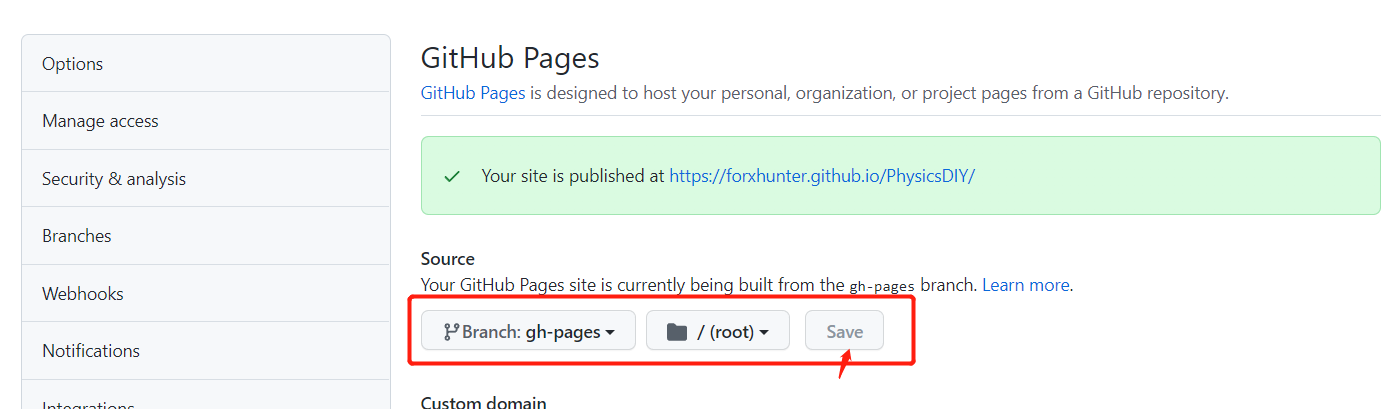 Options
Manage access
Security & analysis
Branches
Webhooks
Notifications
Integrations
GitHub Pages
GitHub Pages is designed to host your personal, organization, or project pages from a GitHub repository.
Your site is published at https://forxhunter.github.io/PhysicsDIY/
Source
Your GitHub Pages site is currently being built from the gh-pages branch. Learn more.
Branch: gh-pages / (root) Save
Custom domain